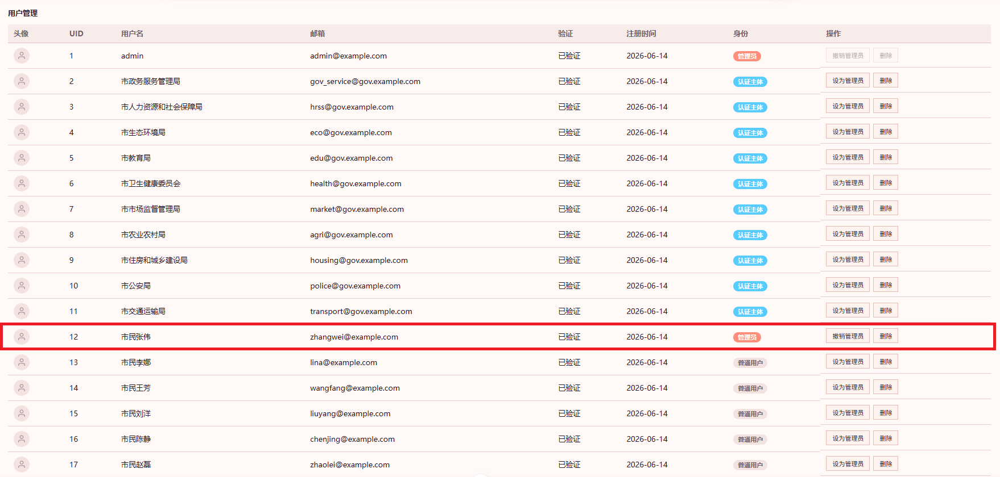 用户管理
头像 UID 用户名 邮箱 验证 注册时间 身份 操作
1 admin admin@example.com 已验证 2026-06-14 管理员 撤销管理员 删除
2 市政务服务管理局 gov_service@gov.example.com 已验证 2026-06-14 认证主体 设为管理员 删除
3 市人力资源和社会保障局 hrss@gov.example.com 已验证 2026-06-14 认证主体 设为管理员 删除
4 市生态环境局 eco@gov.example.com 已验证 2026-06-14 认证主体 设为管理员 删除
5 市教育局 edu@gov.example.com 已验证 2026-06-14 认证主体 设为管理员 删除
6 市卫生健康委员会 health@gov.example.com 已验证 2026-06-14 认证主体 设为管理员 删除
7 市市场监督管理局 market@gov.example.com 已验证 2026-06-14 认证主体 设为管理员 删除
8 市农业农村局 agri@gov.example.com 已验证 2026-06-14 认证主体 设为管理员 删除
9 市住房和城乡建设局 housing@gov.example.com 已验证 2026-06-14 认证主体 设为管理员 删除
10 市公安局 police@gov.example.com 已验证 2026-06-14 认证主体 设为管理员 删除
11 市交通运输局 transport@gov.example.com 已验证 2026-06-14 认证主体 设为管理员 删除
12 市民张伟 zhangwei@example.com 已验证 2026-06-14 管理员 撤销管理员 删除
13 市民李娜 lina@example.com 已验证 2026-06-14 普通用户 设为管理员 删除
14 市民王芳 wangfang@example.com 已验证 2026-06-14 普通用户 设为管理员 删除
15 市民刘洋 liuyang@example.com 已验证 2026-06-14 普通用户 设为管理员 删除
16 市民陈静 chenjing@example.com 已验证 2026-06-14 普通用户 设为管理员 删除
17 市民赵磊 zhaolei@example.com 已验证 2026-06-14 普通用户 设为管理员 删除